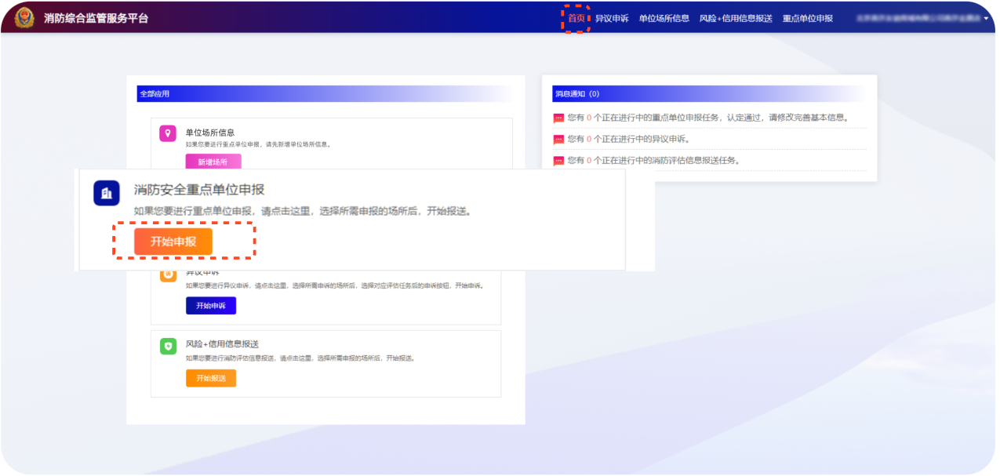 消防综合监管服务平台
首页 异议申诉 单位场所信息 风险+信用信息报送 重点单位申报
全部应用
单位场所信息
如果您要进行重点单位申报，请先新增单位场所信息。
新增场所
消防安全重点单位申报
如果您要进行重点单位申报，请点击这里，选择所需申报的场所后，开始报送。
开始申报
异议申诉
如果您要进行异议申诉，请点击这里，选择所需申诉的场所后，选择对应评估任务后的申诉按钮，开始申诉。
开始申诉
风险+信用信息报送
如果您要进行消防评估信息报送，请点击这里，选择所需申报的场所后，开始报送。
开始报送
消息通知（0）
您有 0 个正在进行中的重点单位申报任务，认定通过，请修改完善基本信息。
您有 0 个正在进行中的异议申诉。
您有 0 个正在进行中的消防评估信息报送任务。